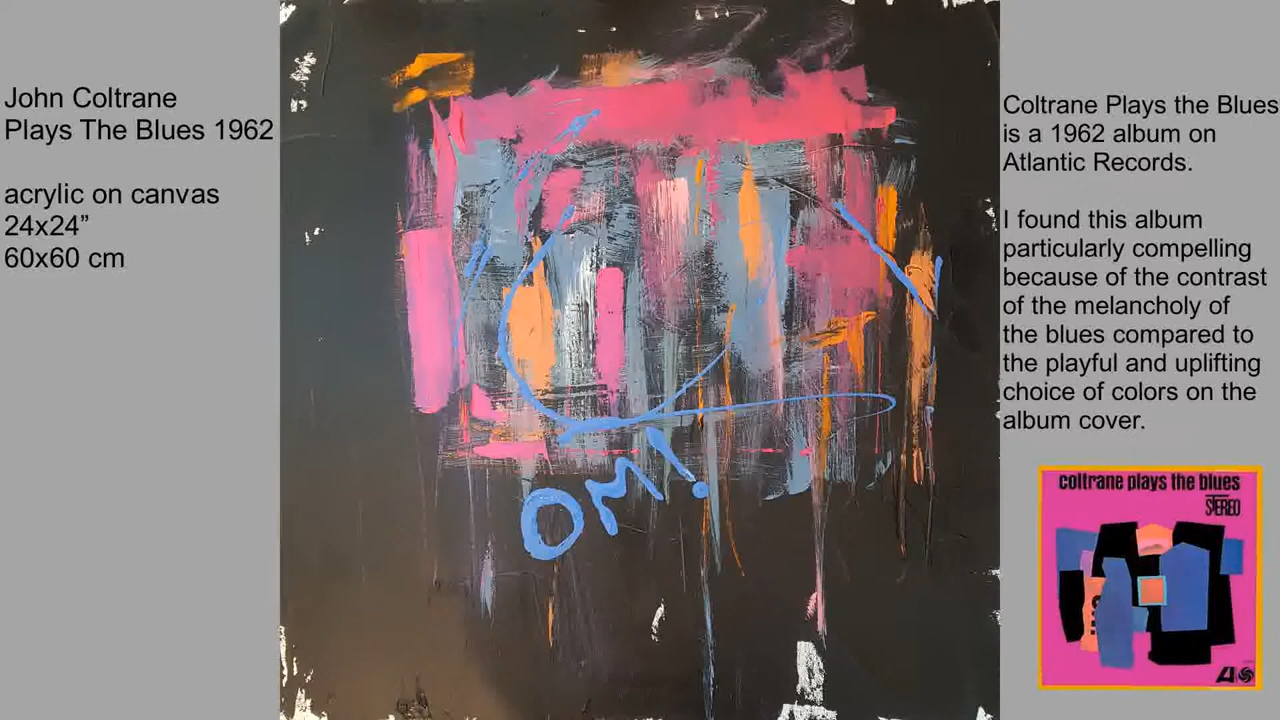 John Coltrane
Plays The Blues 1962
acrylic on canvas
24x24”
60x60 cm
OM!
Coltrane Plays the Blues
is a 1962 album on
Atlantic Records.
I found this album
particularly compelling
because of the contrast
of the melancholy of
the blues compared to
the playful and uplifting
choice of colors on the
album cover.
coltrane plays the blues
STEREO